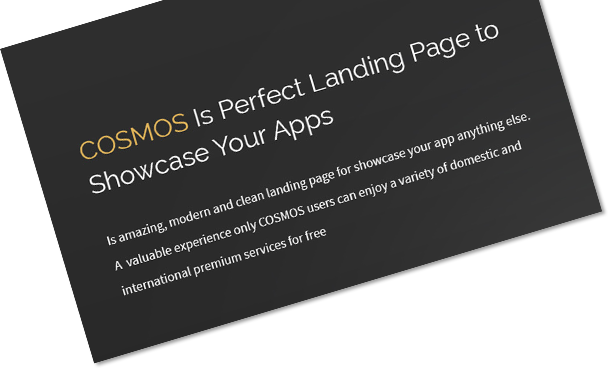 COSMOS Is Perfect Landing Page to
Showcase Your Apps
Is amazing, modern and clean landing page for showcase your app anything else.
A valuable experience only COSMOS users can enjoy a variety of domestic and
international premium services for free